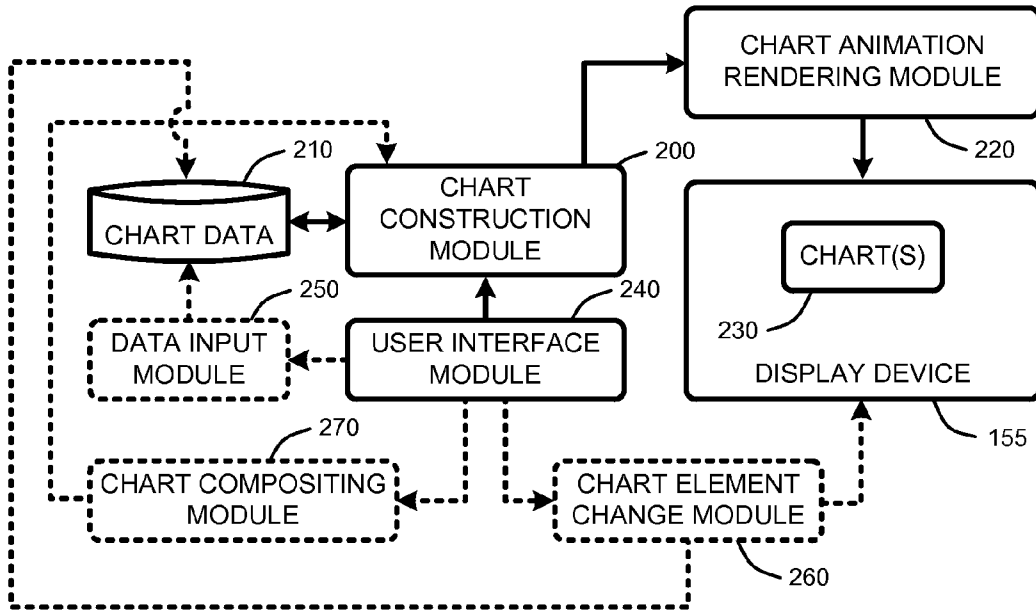 CHART ANIMATION
RENDERING MODULE
220
210
CHART DATA
200
CHART
CONSTRUCTION
MODULE
CHART(S)
230
DISPLAY DEVICE
155
250
DATA INPUT
MODULE
240
USER INTERFACE
MODULE
270
CHART COMPOSITING
MODULE
CHART ELEMENT
CHANGE MODULE
260